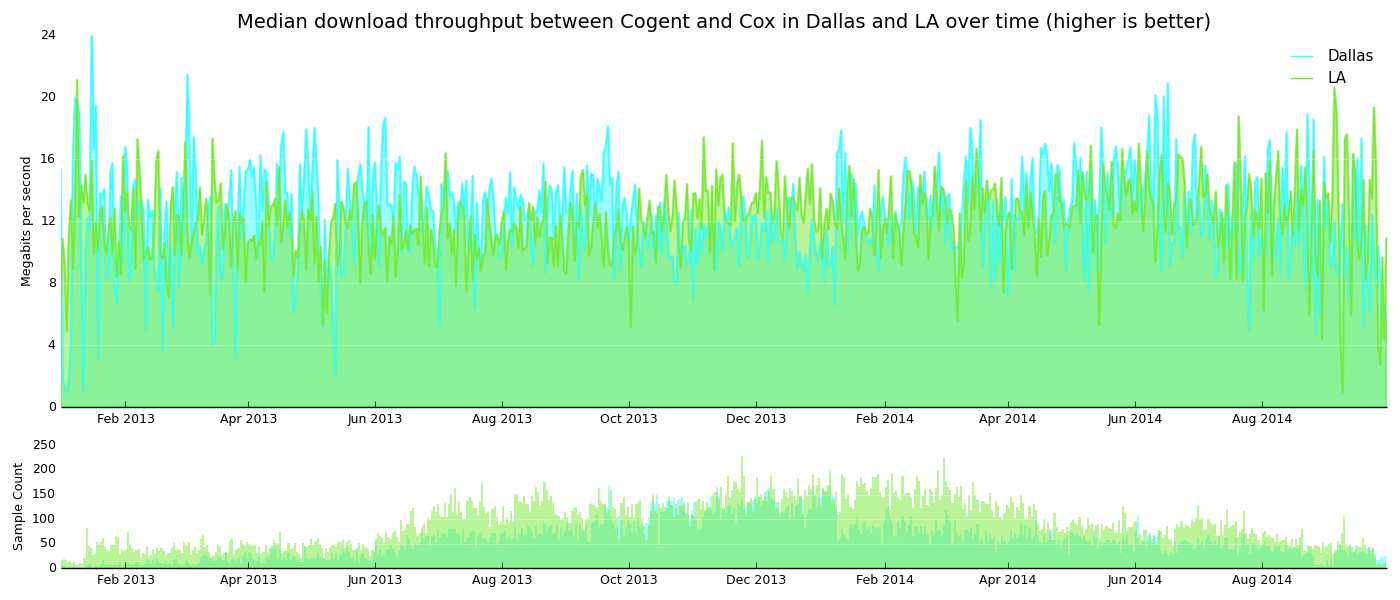 Median download throughput between Cogent and Cox in Dallas and LA over time (higher is better)
24
20
16
12
8
4
0
Megabits per second
Dallas
LA
Feb 2013
Apr 2013
Jun 2013
Aug 2013
Oct 2013
Dec 2013
Feb 2014
Apr 2014
Jun 2014
Aug 2014
250
200
150
100
50
0
Sample Count
Feb 2013
Apr 2013
Jun 2013
Aug 2013
Oct 2013
Dec 2013
Feb 2014
Apr 2014
Jun 2014
Aug 2014